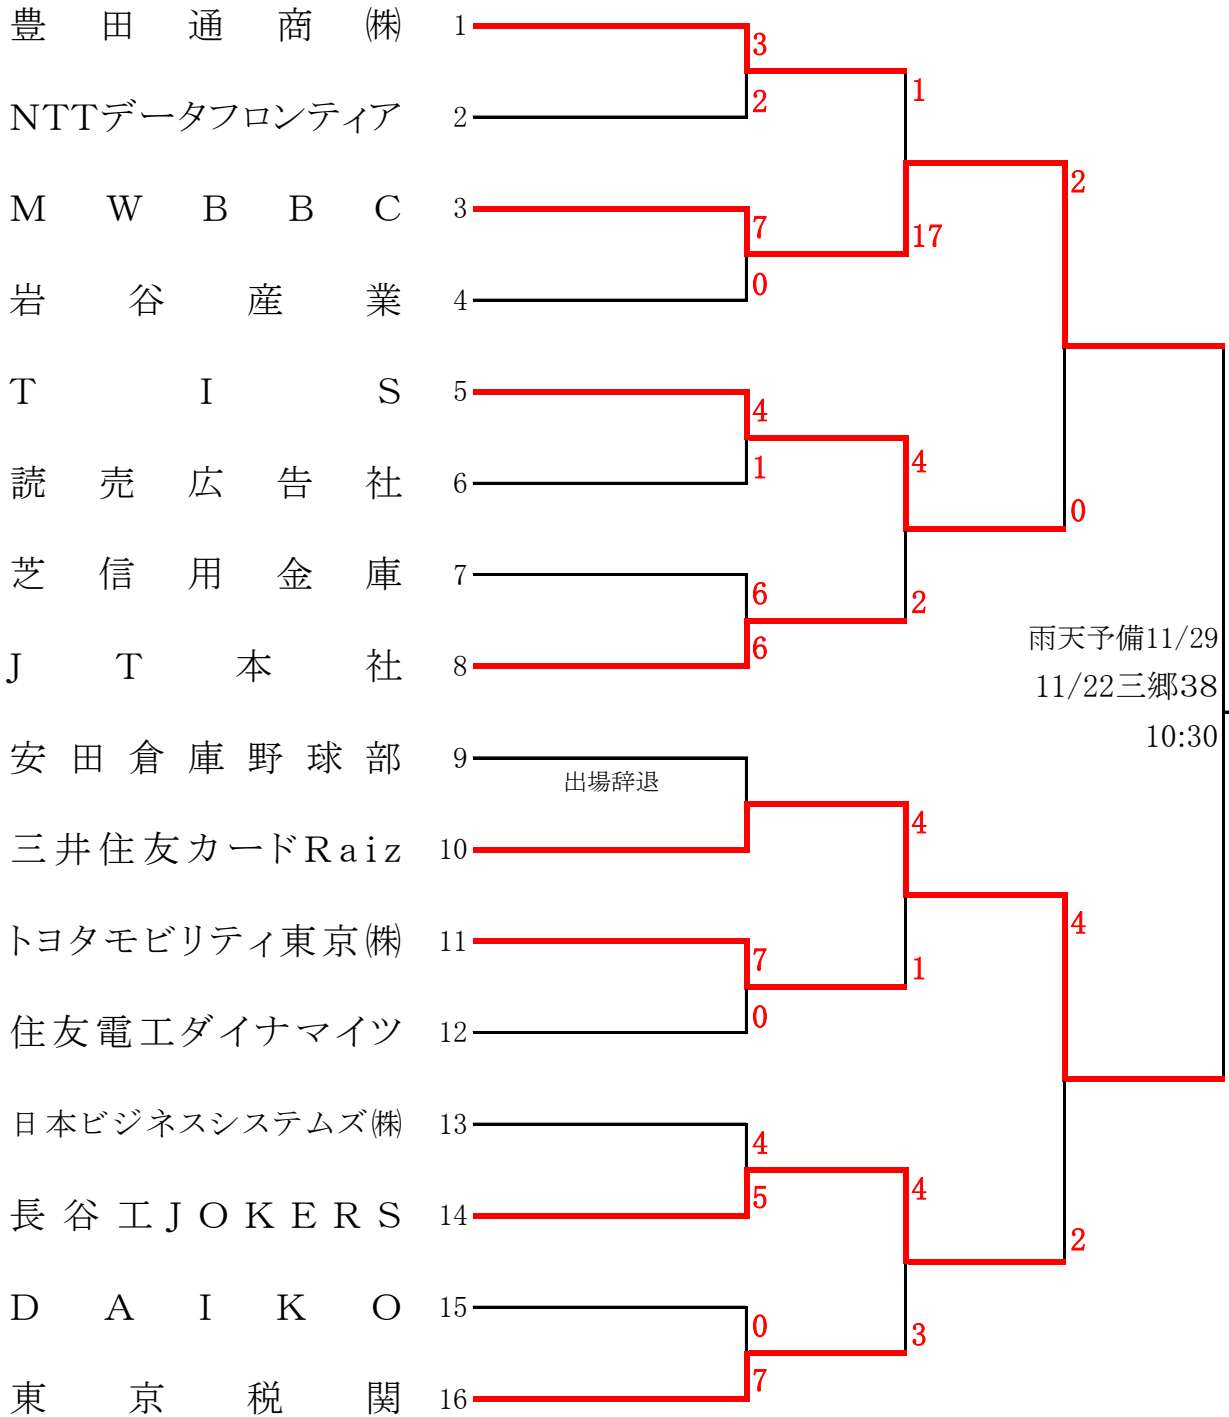 豊田通商㈱ 1
3
NTTデータフロンティア 2
2
1
MWBBC 3
7
17
2
岩谷産業 4
0
TIS 5
4
読売広告社 6
1
4
0
芝信用金庫 7
6
2
JT本社 8
6
雨天予備11/29
11/22三郷38
10:30
安田倉庫野球部 9
出場辞退
三井住友カードRaiz 10
4
トヨタモビリティ東京㈱ 11
7
1
4
住友電工ダイナマイツ 12
0
日本ビジネスシステムズ㈱ 13
4
長谷工JOKERS 14
5
4
2
DAIKO 15
0
3
東京税関 16
7